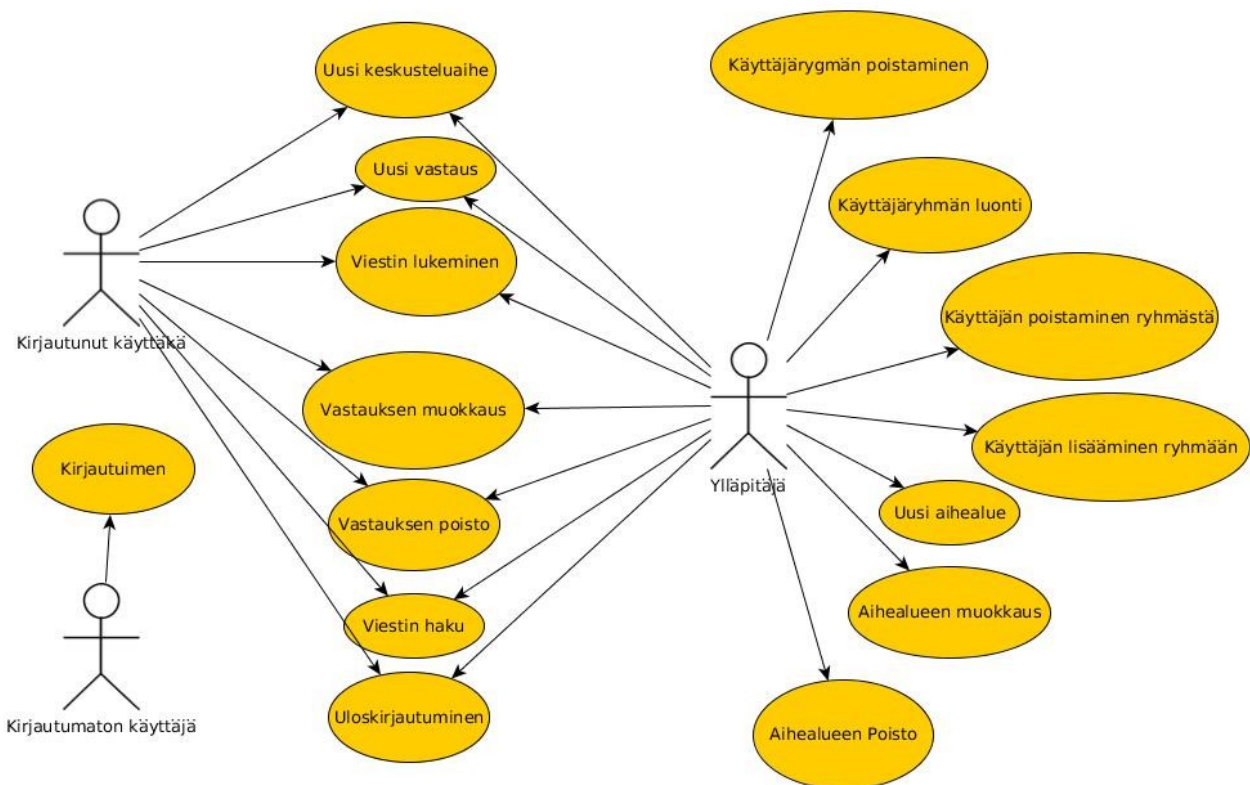 Uusi keskusteluaihe
Käyttäjärygmän poistaminen
Uusi vastaus
Käyttäjäryhmän luonti
Viestin lukeminen
Käyttäjän poistaminen ryhmästä
Kirjautunut käyttäkä
Vastauksen muokkaus
Käyttäjän lisääminen ryhmään
Kirjautuimen
Ylläpitäjä
Uusi aihealue
Vastauksen poisto
Aihealueen muokkaus
Viestin haku
Kirjautumaton käyttäjä
Uloskirjautuminen
Aihealueen Poisto